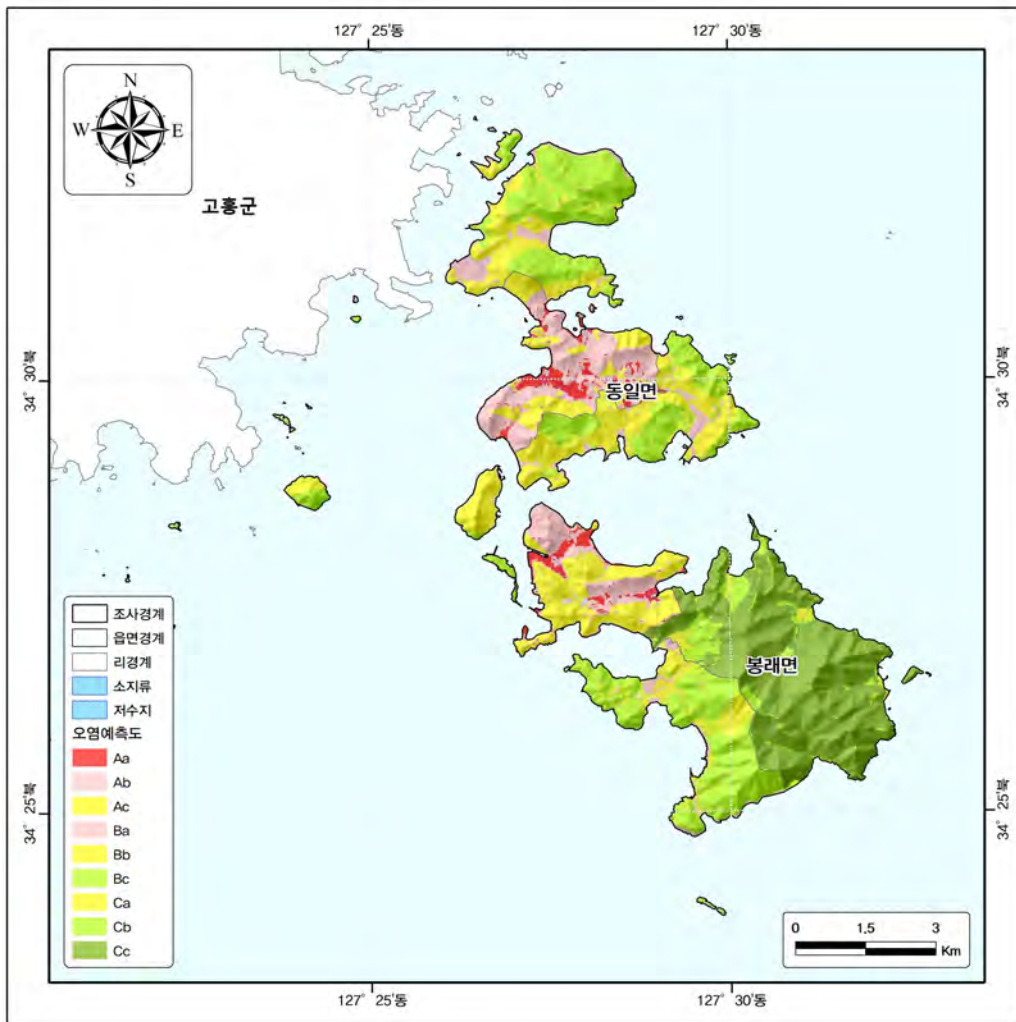 127° 25'동
127° 30'동
N
W
E
S
고흥군
34° 30'북
34° 30'북
동일면
봉래면
조사경계
읍면경계
리경계
소지류
저수지
오염예측도
Aa
Ab
Ac
Ba
Bb
Bc
Ca
Cb
Cc
34° 25'북
34° 25'북
0
1.5
3
Km
127° 25'동
127° 30'동